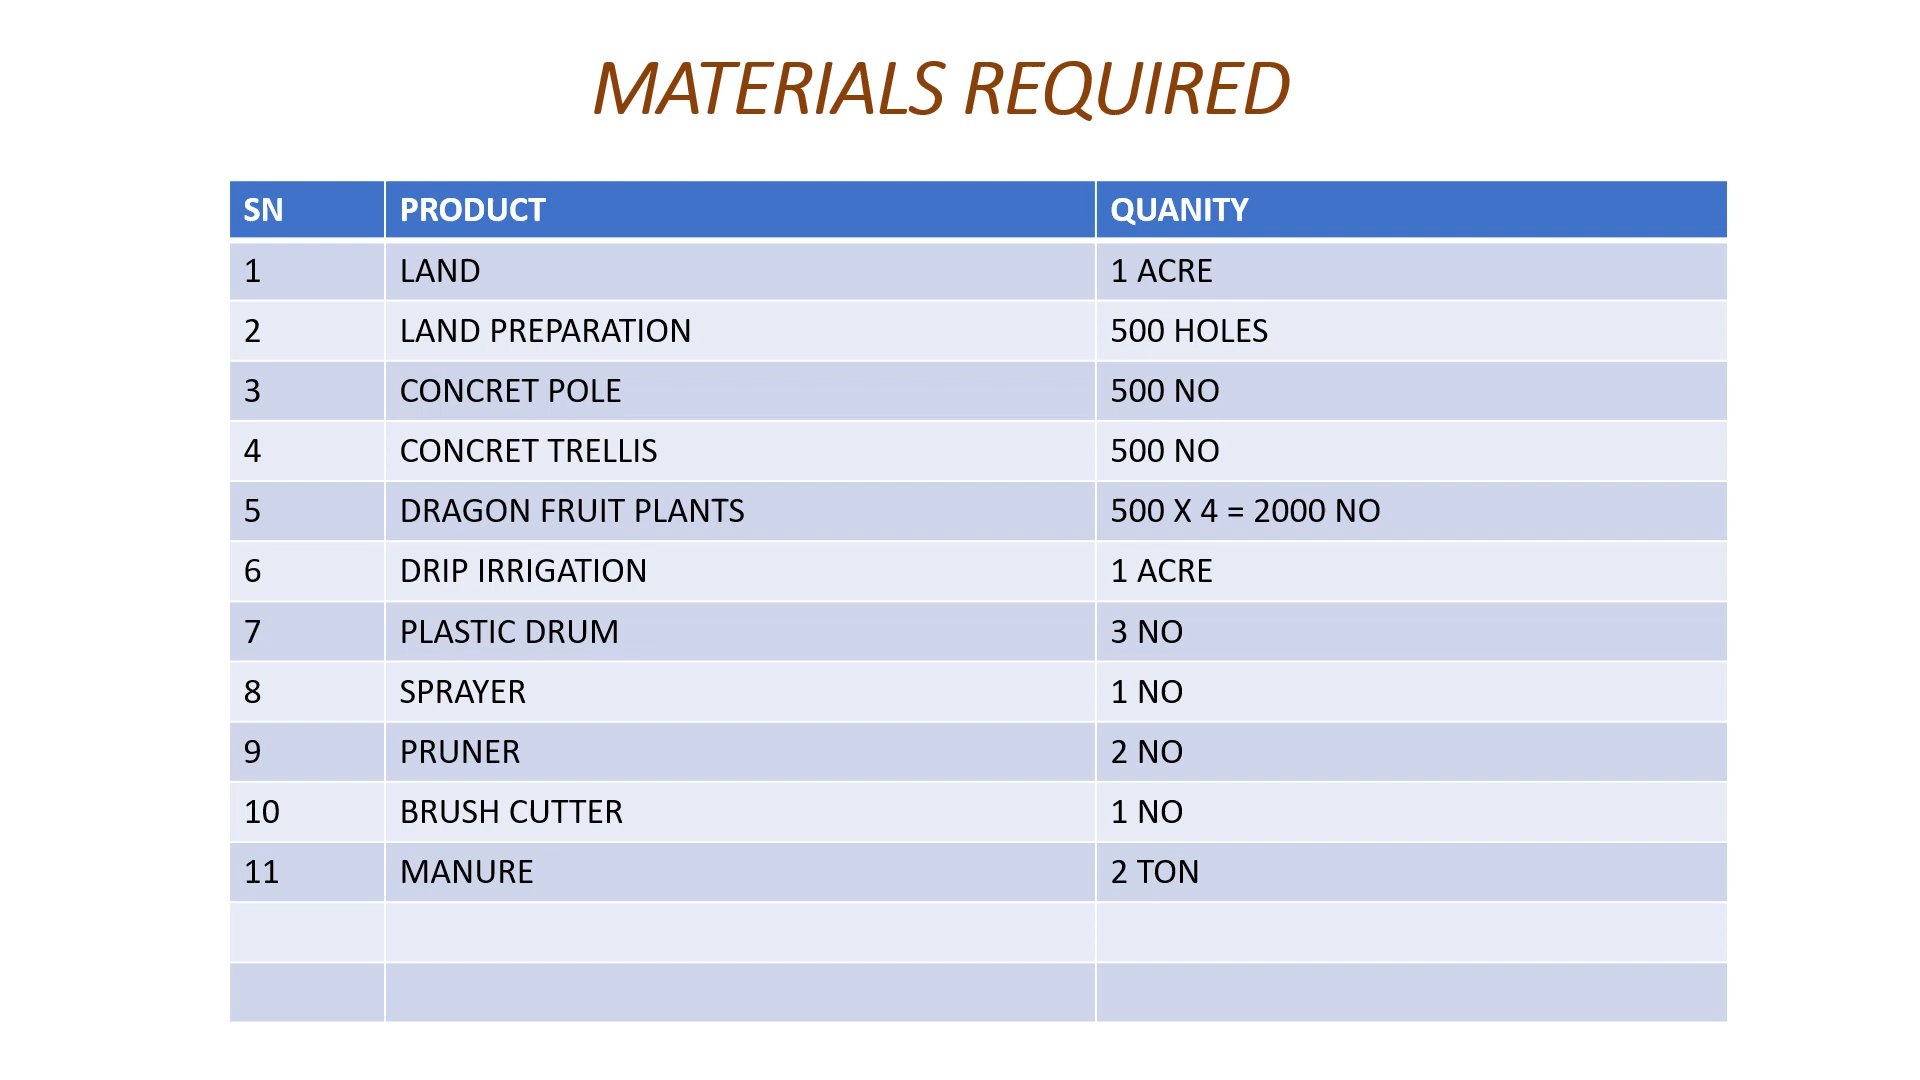 MATERIALS REQUIRED
SN PRODUCT QUANITY
1 LAND 1 ACRE
2 LAND PREPARATION 500 HOLES
3 CONCRET POLE 500 NO
4 CONCRET TRELLIS 500 NO
5 DRAGON FRUIT PLANTS 500 X 4 = 2000 NO
6 DRIP IRRIGATION 1 ACRE
7 PLASTIC DRUM 3 NO
8 SPRAYER 1 NO
9 PRUNER 2 NO
10 BRUSH CUTTER 1 NO
11 MANURE 2 TON